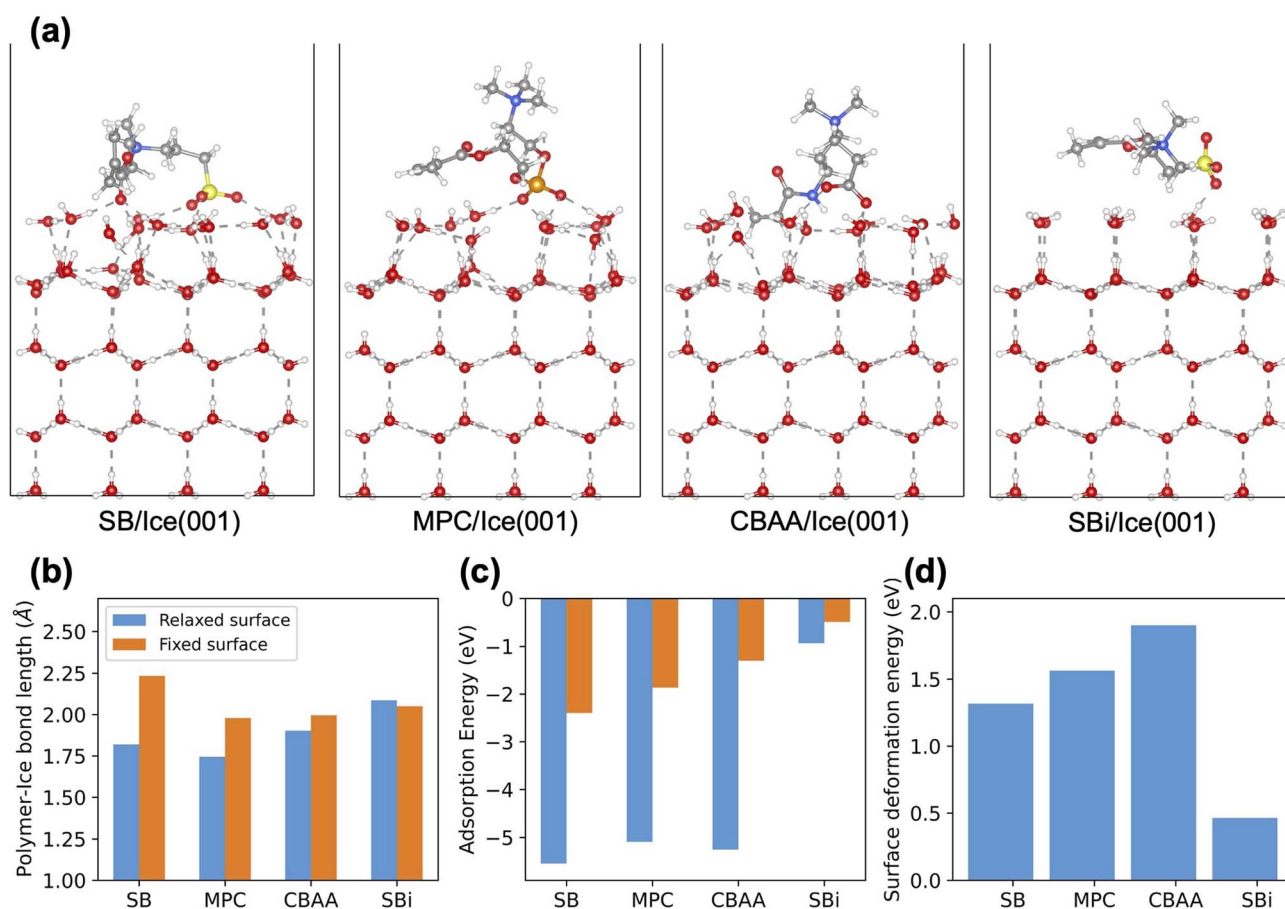 (a)
SB/Ice(001)
MPC/Ice(001)
CBAA/Ice(001)
SBi/Ice(001)
(b)
Polymer-Ice bond length (Å)
2.50
2.25
2.00
1.75
1.50
1.25
1.00
Relaxed surface
Fixed surface
SB
MPC
CBAA
SBi
(c)
Adsorption Energy (eV)
0
−1
−2
−3
−4
−5
SB
MPC
CBAA
SBi
(d)
Surface deformation energy (eV)
2.0
1.5
1.0
0.5
0.0
SB
MPC
CBAA
SBi